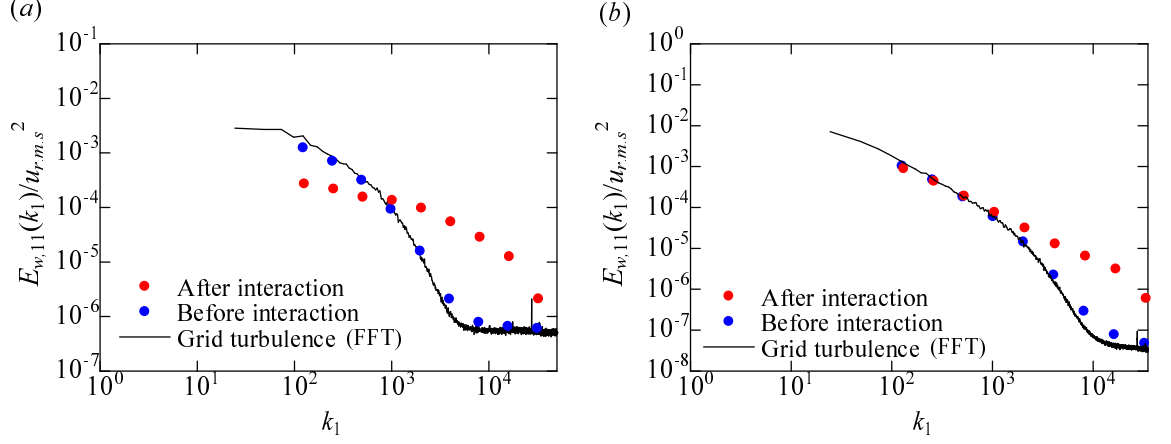 (a)
10^-1
10^-2
10^-3
10^-4
10^-5
10^-6
10^-7
E_w,11(k_1)/u_r.m.s^2
After interaction
Before interaction
Grid turbulence (FFT)
10^0 10^1 10^2 10^3 10^4
k_1
(b)
10^0
10^-1
10^-2
10^-3
10^-4
10^-5
10^-6
10^-7
10^-8
E_w,11(k_1)/u_r.m.s^2
After interaction
Before interaction
Grid turbulence (FFT)
10^0 10^1 10^2 10^3 10^4
k_1